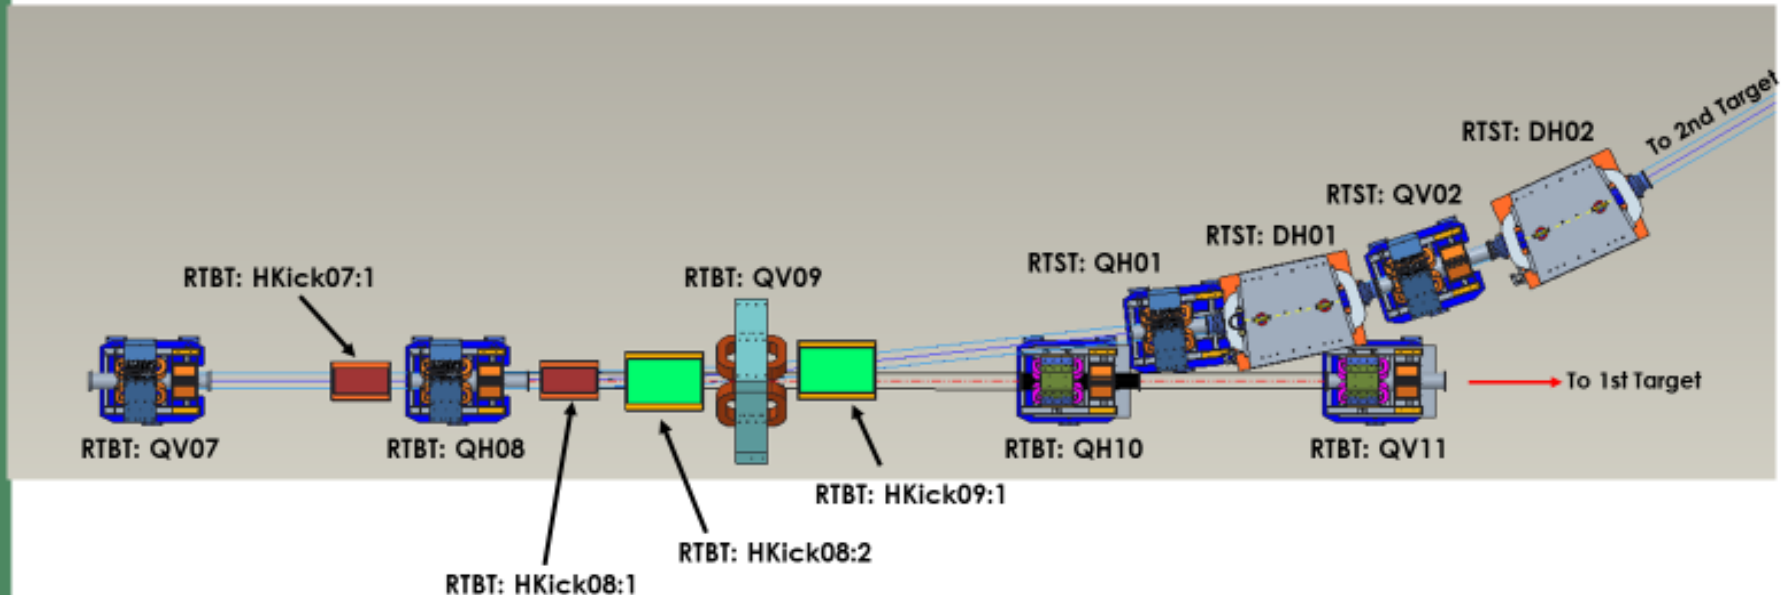 To 2nd Target
RTST: DH02
RTST: QV02
RTST: DH01
RTST: QH01
RTBT: HKick07:1
RTBT: QV09
To 1st Target
RTBT: QV07
RTBT: QH08
RTBT: QH10
RTBT: QV11
RTBT: HKick09:1
RTBT: HKick08:2
RTBT: HKick08:1